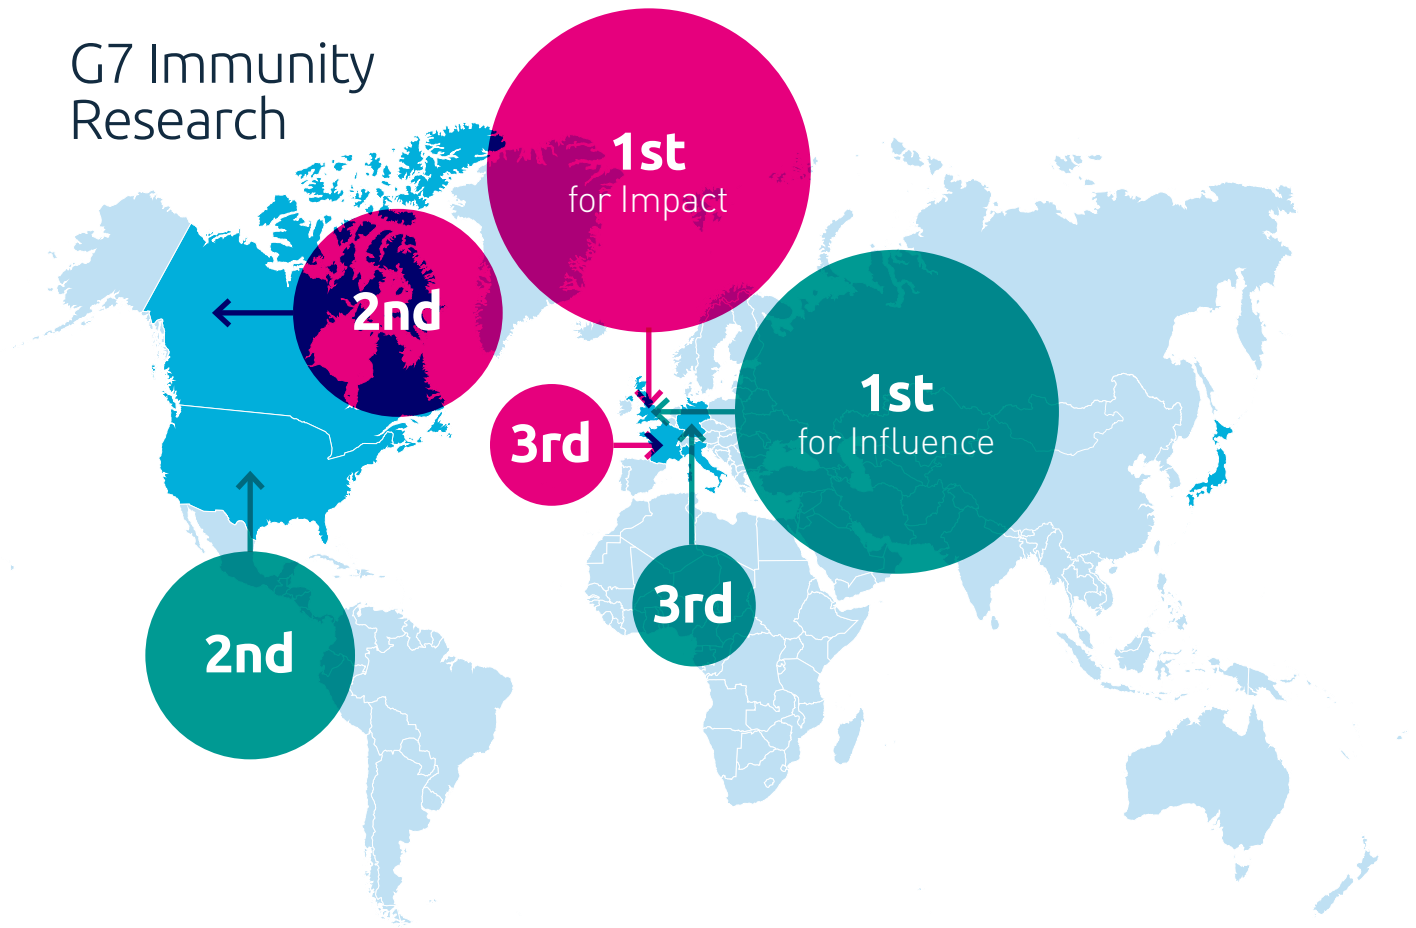 G7 Immunity
Research
1st
for Impact
2nd
1st
for Influence
3rd
3rd
2nd